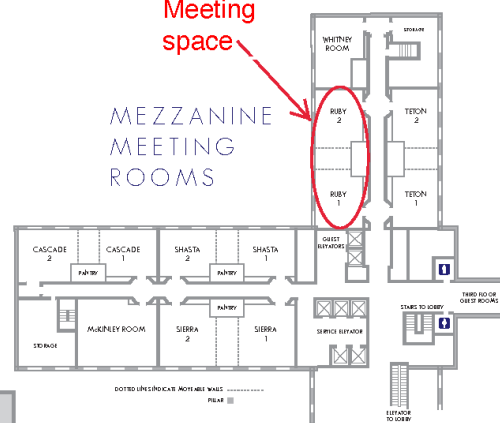 Meeting
space
WHITNEY
ROOM
STORAGE
MEZZANINE
MEETING
ROOMS
RUBY
2
TETON
2
RUBY
1
TETON
1
GUEST
ELEVATORS
CASCADE
2
CASCADE
1
SHASTA
2
SHASTA
1
PANTRY
PANTRY
THIRD FLOOR
GUEST ROOMS
STAIRS TO LOBBY
PANTRY
McKINLEY ROOM
SIERRA
2
SIERRA
1
SERVICE ELEVATOR
STORAGE
DOTTED LINES INDICATE MOVEABLE WALLS
PILLAR
ELEVATOR
TO LOBBY